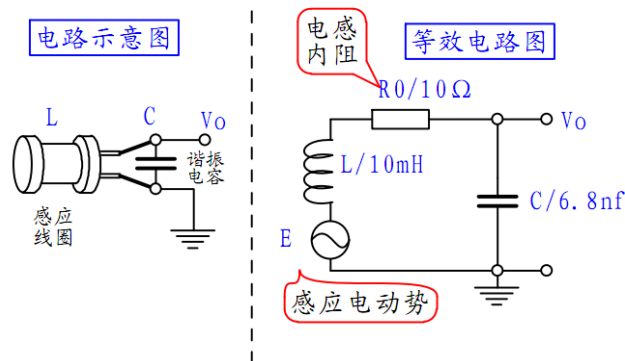 电路示意图
L
C
Vo
谐振
电容
感应
线圈
等效电路图
电感
内阻
R0/10Ω
Vo
L/10mH
C/6.8nf
E
感应电动势